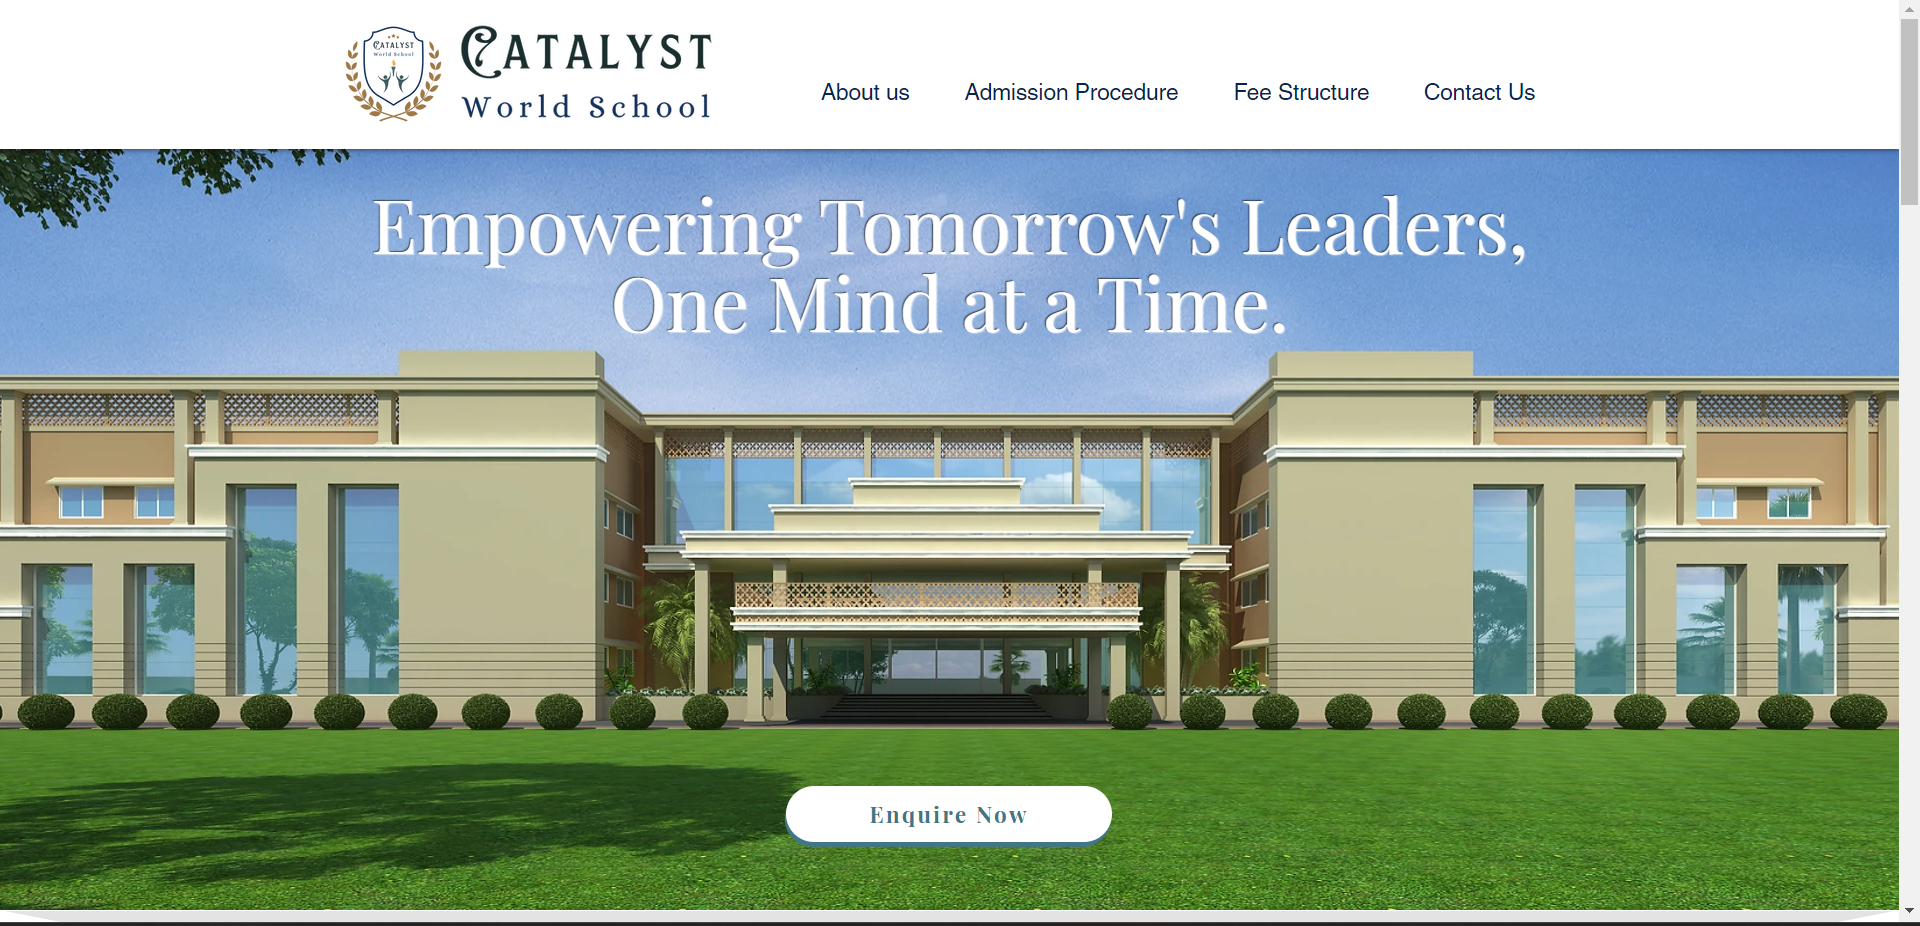 CATALYST
World School
CATALYST
World School
About us
Admission Procedure
Fee Structure
Contact Us
Empowering Tomorrow's Leaders,
One Mind at a Time.
Enquire Now